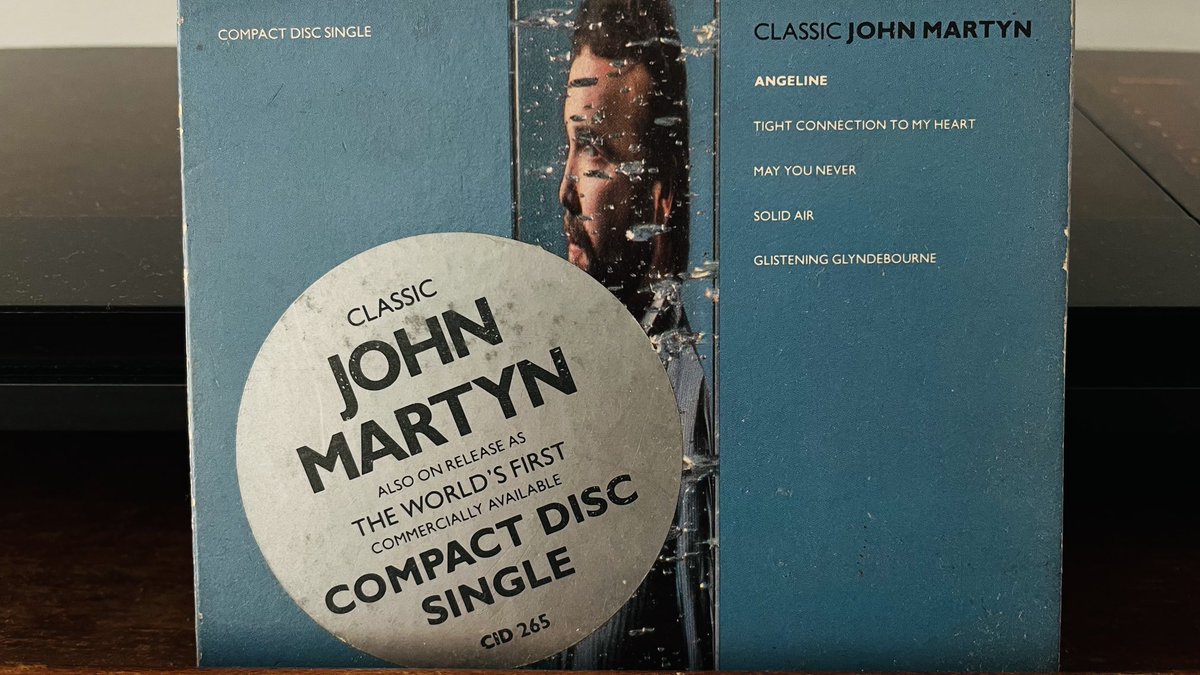 COMPACT DISC SINGLE
CLASSIC JOHN MARTYN
ANGELINE
TIGHT CONNECTION TO MY HEART
MAY YOU NEVER
SOLID AIR
GLISTENING GLYNDEBOURNE
CLASSIC
JOHN
MARTYN
ALSO ON RELEASE AS
THE WORLD'S FIRST
COMMERCIALLY AVAILABLE
COMPACT DISC
SINGLE
CID 265